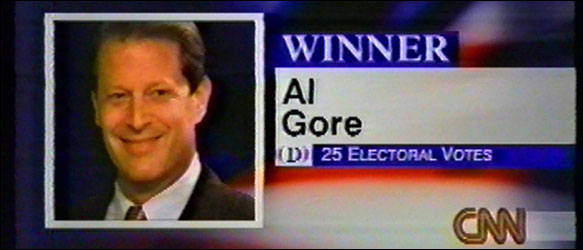 WINNER
Al
Gore
(D) 25 ELECTORAL VOTES
CNN